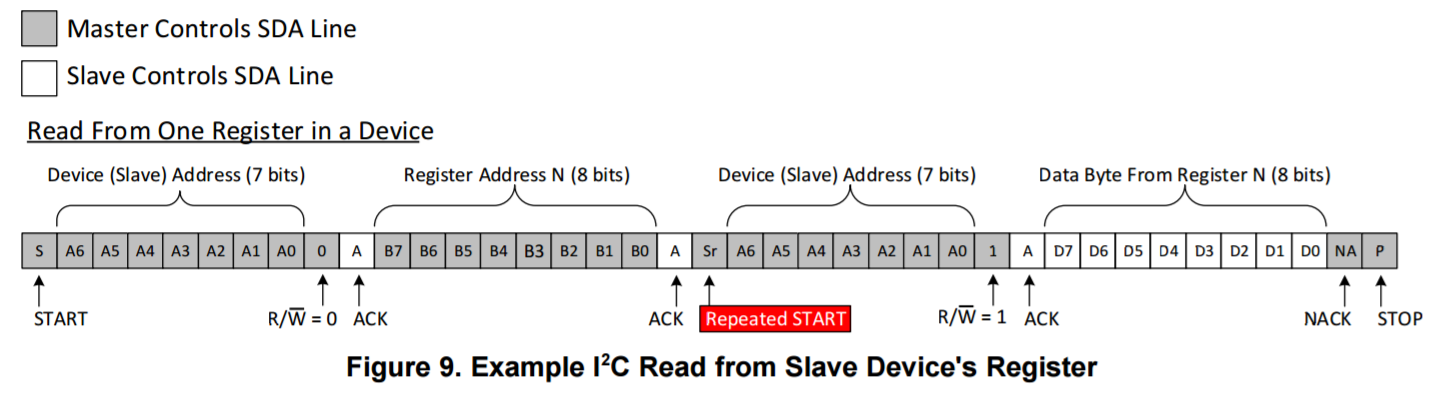 Master Controls SDA Line
Slave Controls SDA Line
Read From One Register in a Device
Device (Slave) Address (7 bits) Register Address N (8 bits) Device (Slave) Address (7 bits) Data Byte From Register N (8 bits)
S A6 A5 A4 A3 A2 A1 A0 0 A B7 B6 B5 B4 B3 B2 B1 B0 A Sr A6 A5 A4 A3 A2 A1 A0 1 A D7 D6 D5 D4 D3 D2 D1 D0 NA P
START R/W̅ = 0 ACK ACK Repeated START R/W̅ = 1 ACK NACK STOP
Figure 9. Example I²C Read from Slave Device's Register